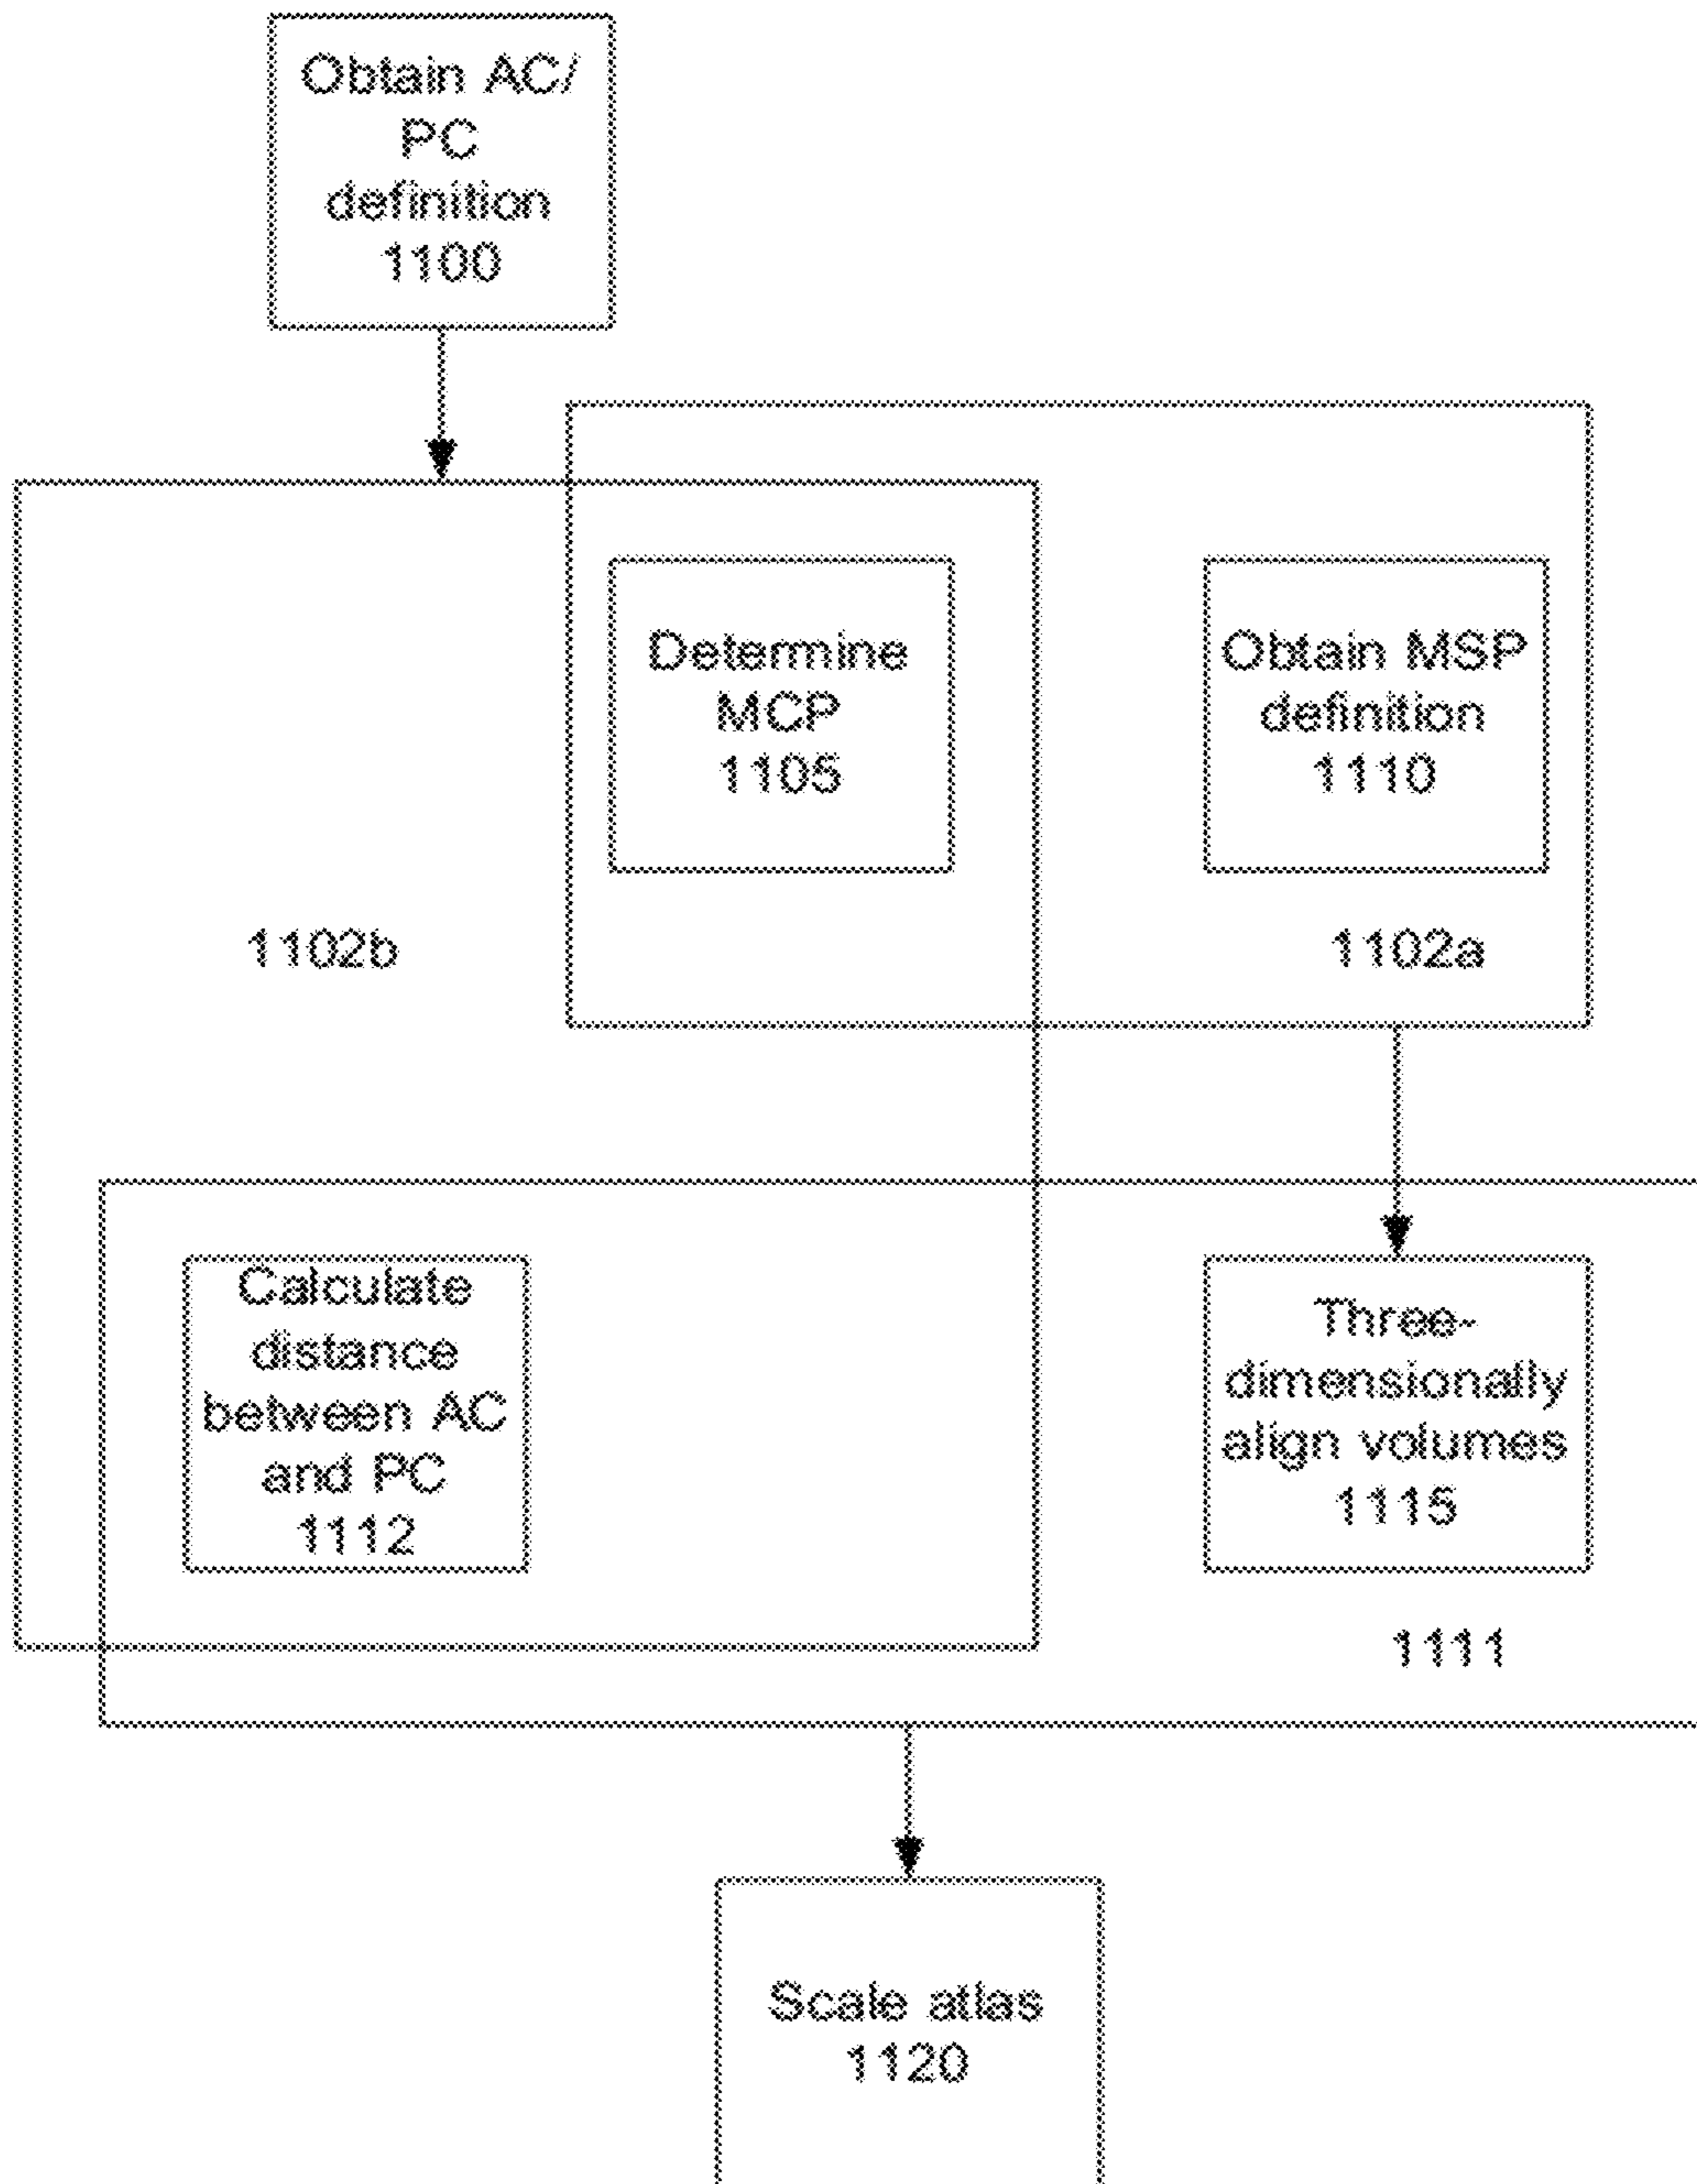 Obtain AC/
PC
definition
1100
Determine
MCP
1105
Obtain MSP
definition
1110
1102b
1102a
Calculate
distance
between AC
and PC
1112
Three-
dimensionally
align volumes
1115
1111
Scale atlas
1120